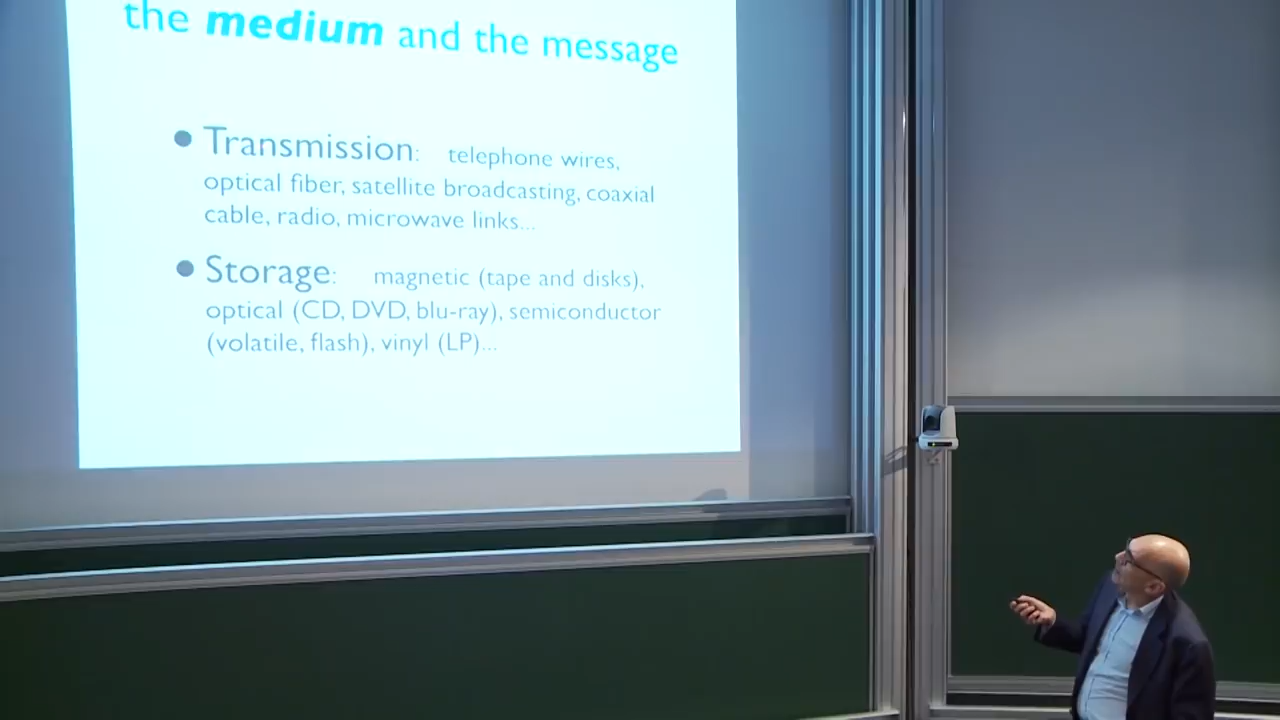 the medium and the message
Transmission: telephone wires,
optical fiber, satellite broadcasting, coaxial
cable, radio, microwave links...
Storage: magnetic (tape and disks),
optical (CD, DVD, blu-ray), semiconductor
(volatile, flash), vinyl (LP)...